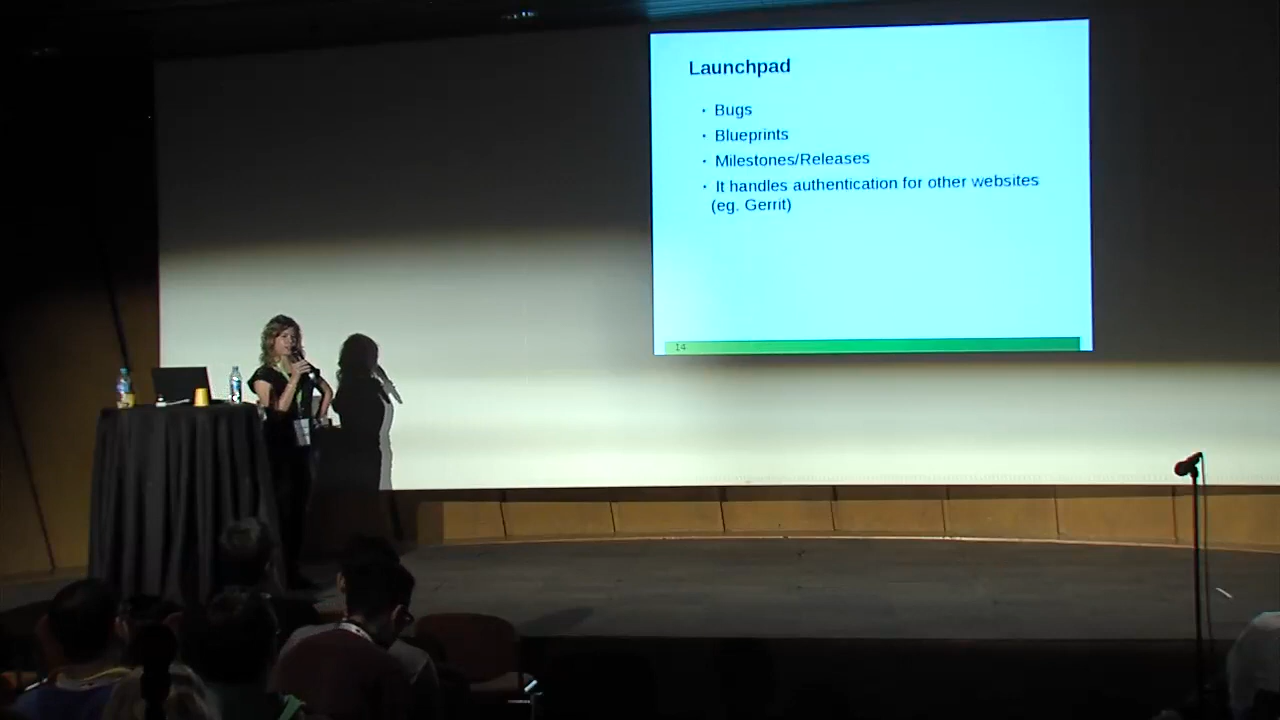 Launchpad
· Bugs
· Blueprints
· Milestones/Releases
· It handles authentication for other websites
(eg. Gerrit)
14